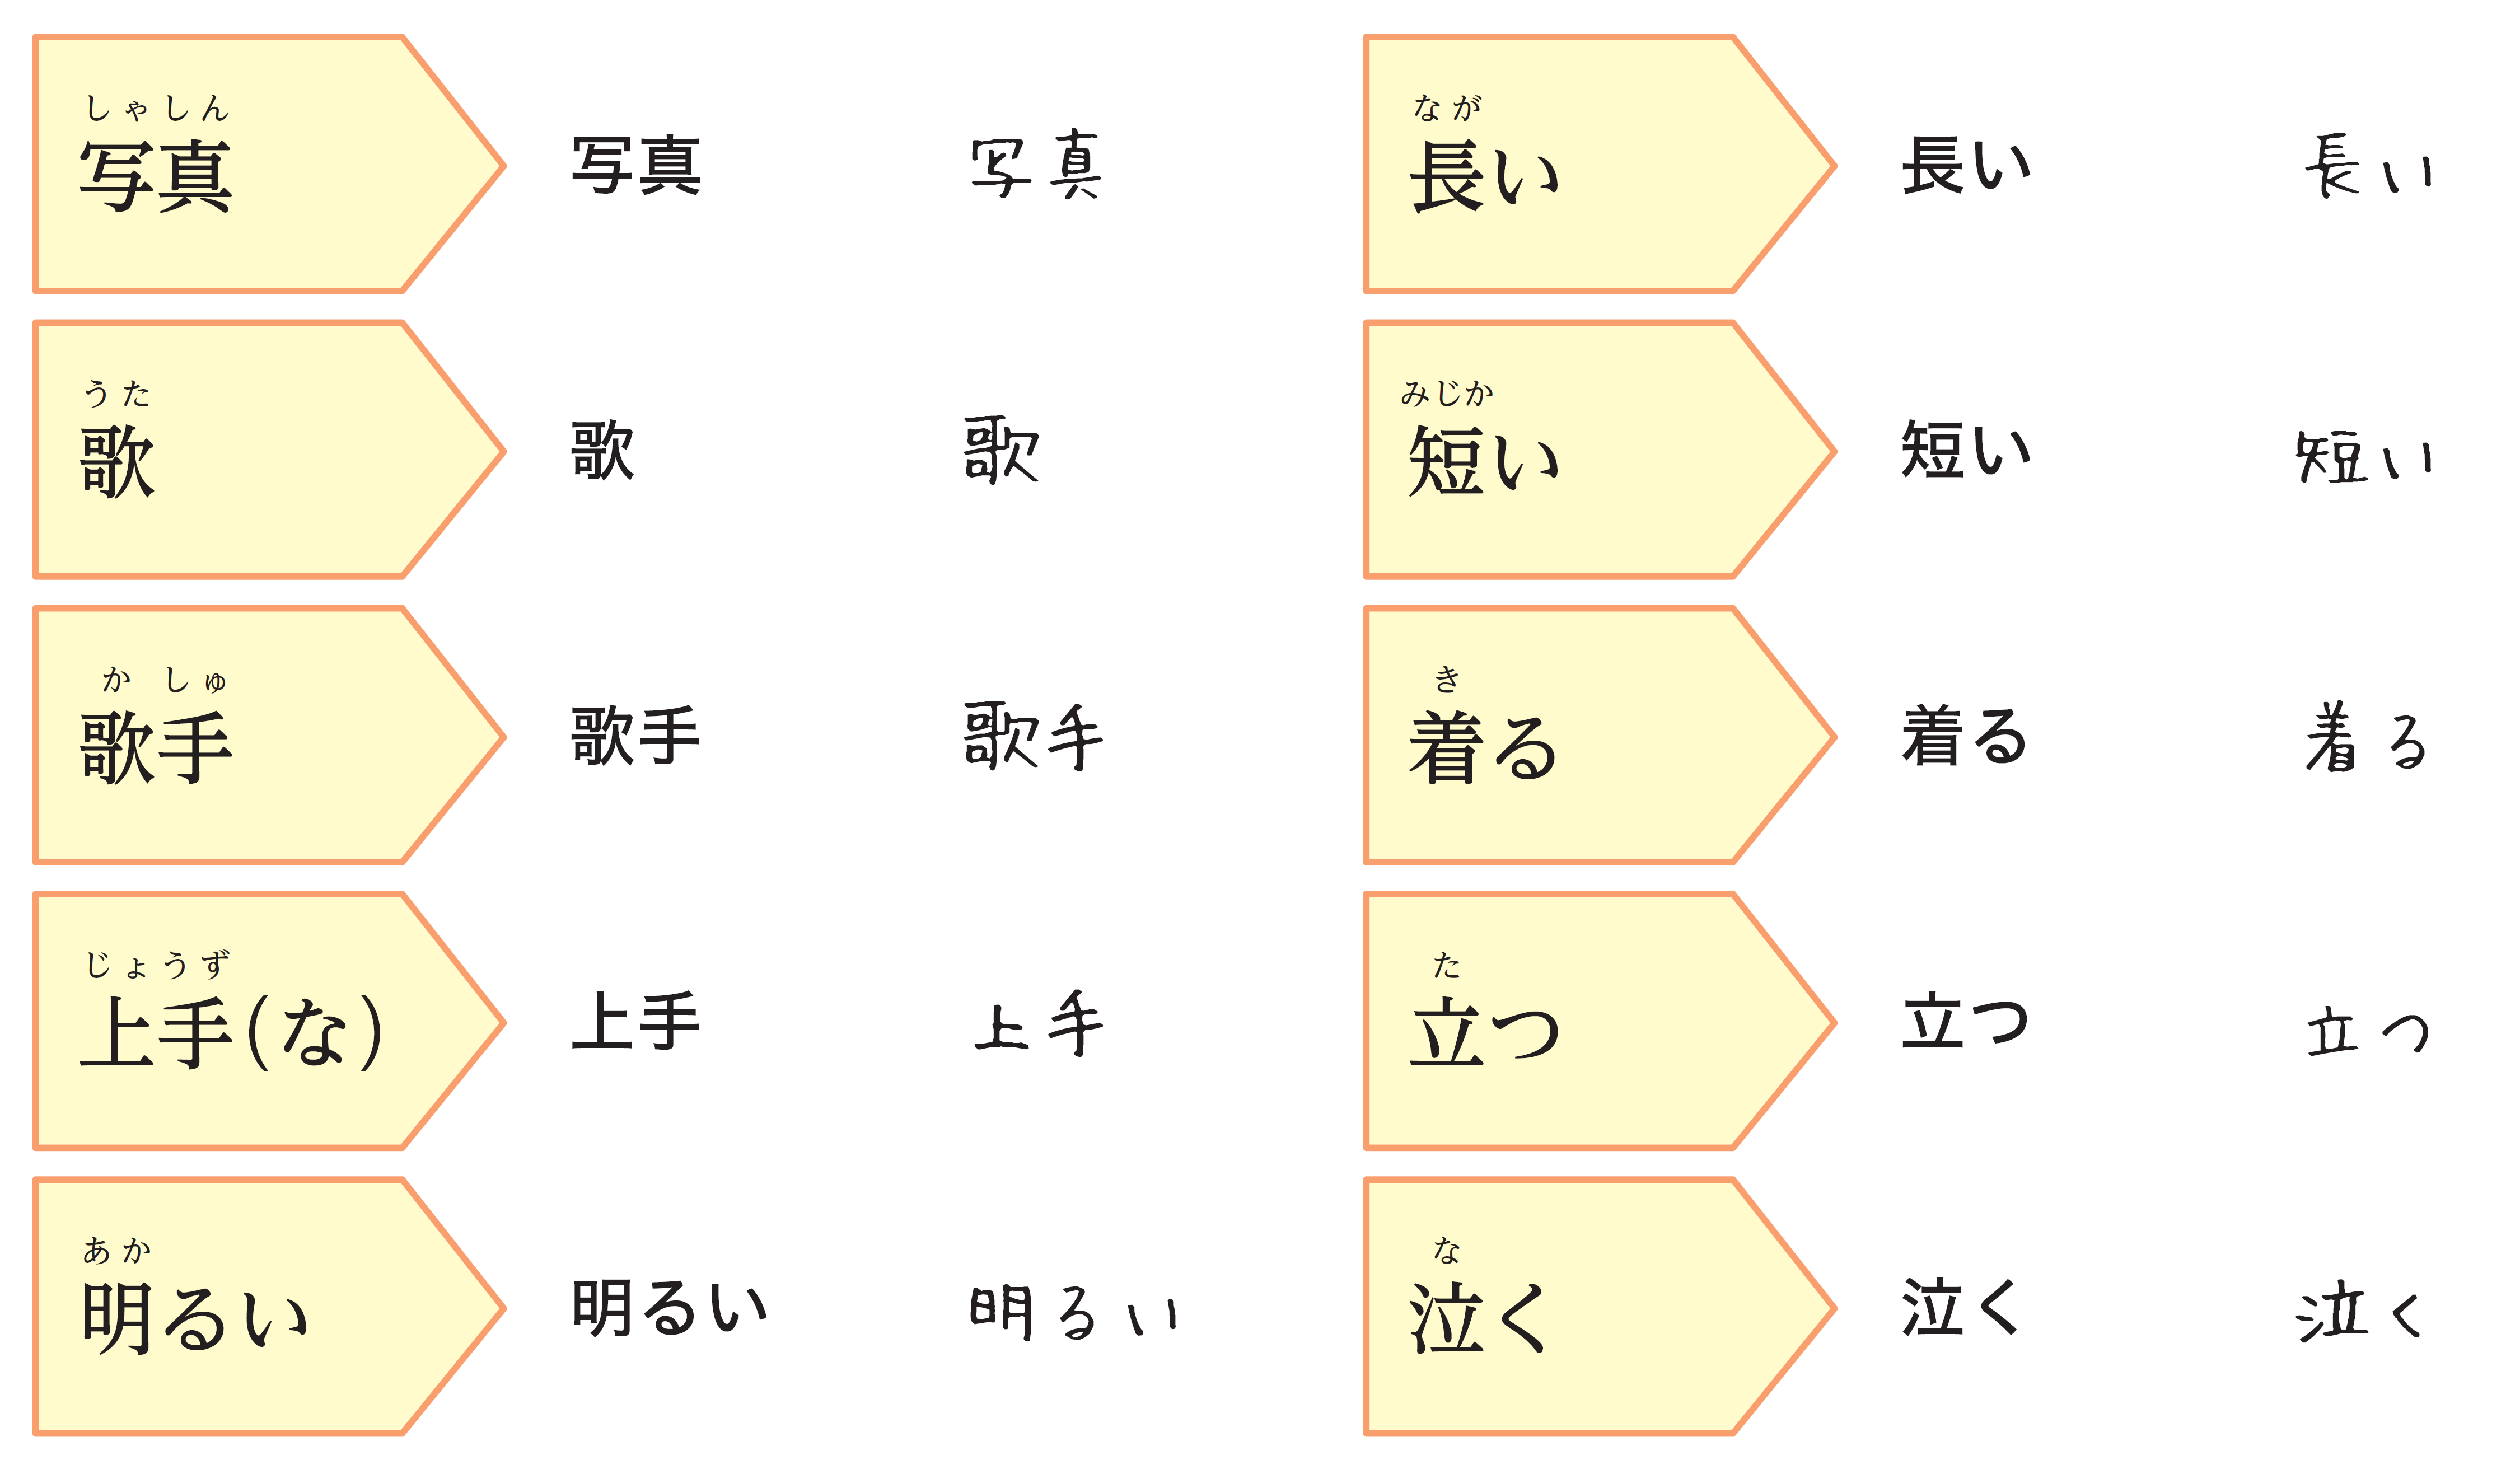 しゃしん
写真 写真 写真
うた
歌 歌 歌
かしゅ
歌手 歌手 歌手
じょうず
上手(な) 上手 上手
あか
明るい 明るい 明るい
なが
長い 長い 長い
みじか
短い 短い 短い
き
着る 着る 着る
た
立つ 立つ 立つ
な
泣く 泣く 泣く